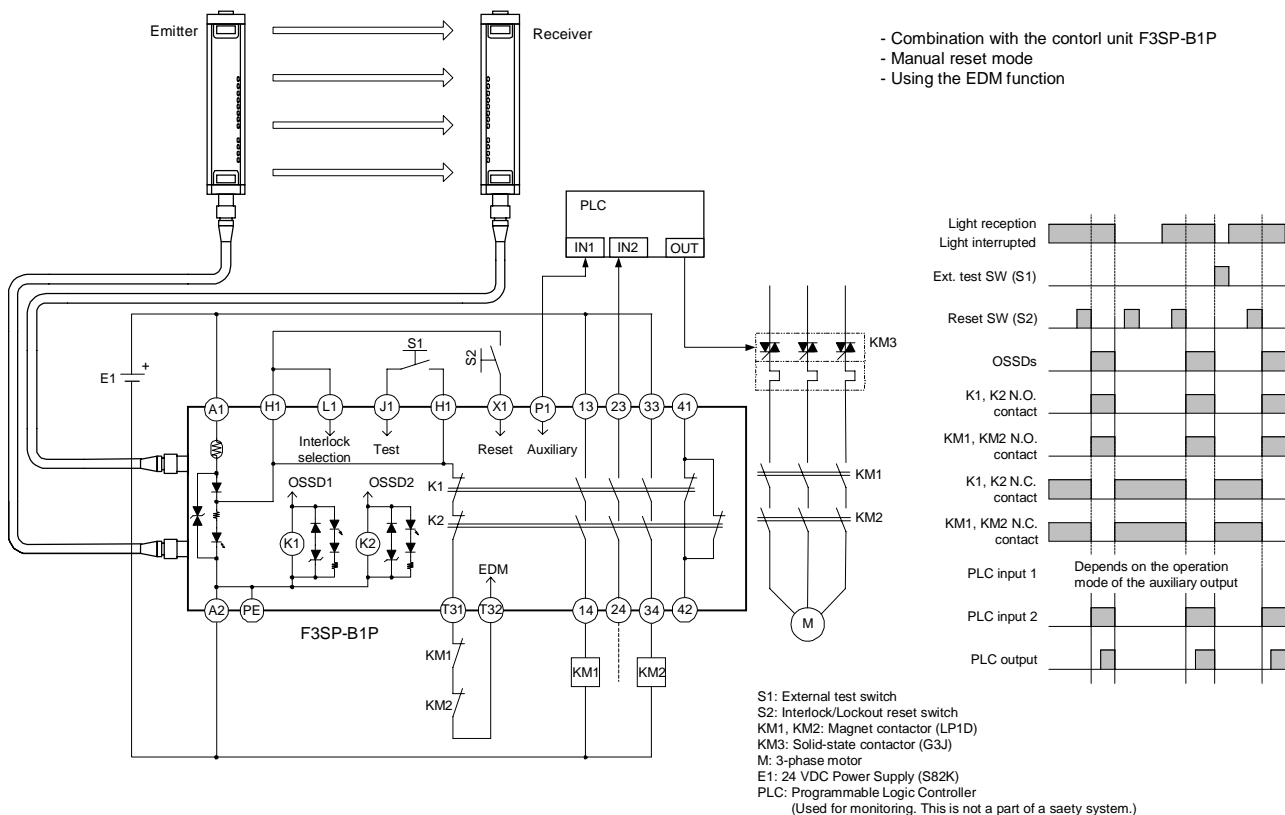 Emitter
Receiver
- Combination with the contorl unit F3SP-B1P
- Manual reset mode
- Using the EDM function
PLC
IN1 IN2 OUT
KM3
E1
S1
S2
A1 H1 L1 J1 H1 X1 P1 13 23 33 41
Interlock
selection
Test
Reset
Auxiliary
OSSD1
OSSD2
K1
K2
K1
K2
EDM
A2 PE T31 T32 14 24 34 42
F3SP-B1P
KM1
KM2
KM1
KM2
KM1
KM2
M
Light reception
Light interrupted
Ext. test SW (S1)
Reset SW (S2)
OSSDs
K1, K2 N.O.
contact
KM1, KM2 N.O.
contact
K1, K2 N.C.
contact
KM1, KM2 N.C.
contact
PLC input 1
Depends on the operation
mode of the auxiliary output
PLC input 2
PLC output
S1: External test switch
S2: Interlock/Lockout reset switch
KM1, KM2: Magnet contactor (LP1D)
KM3: Solid-state contactor (G3J)
M: 3-phase motor
E1: 24 VDC Power Supply (S82K)
PLC: Programmable Logic Controller
(Used for monitoring. This is not a part of a saety system.)